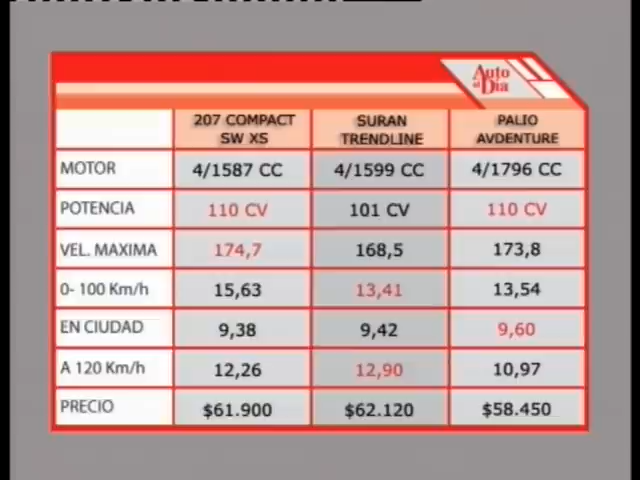 Auto
al Dia
207 COMPACT SW XS SURAN TRENDLINE PALIO AVDENTURE
MOTOR 4/1587 CC 4/1599 CC 4/1796 CC
POTENCIA 110 CV 101 CV 110 CV
VEL. MAXIMA 174,7 168,5 173,8
0- 100 Km/h 15,63 13,41 13,54
EN CIUDAD 9,38 9,42 9,60
A 120 Km/h 12,26 12,90 10,97
PRECIO $61.900 $62.120 $58.450